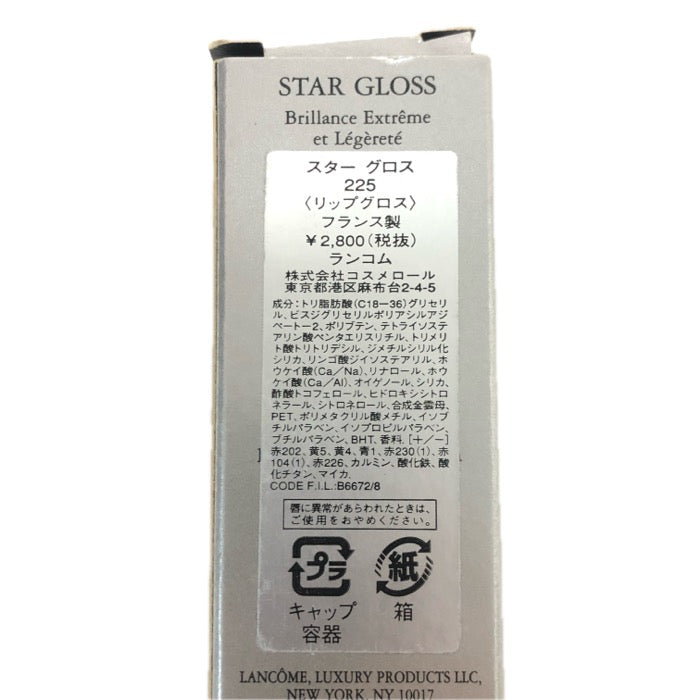 STAR GLOSS
Brillance Extrême
et Légèreté
スター グロス
225
〈リップグロス〉
フランス製
￥2,800(税抜)
ランコム
株式会社コスメロール
東京都港区麻布台2-4-5
成分：トリ脂肪酸(C18-36)グリセリ
ル、ビスジグリセリルポリアシルアジ
ペート-2、ポリブテン、テトライソステ
アリン酸ペンタエリスリチル、トリメリ
ト酸トリトリデシル、ジメチルシリル化
シリカ、リンゴ酸ジイソステアリル、ホ
ウケイ酸(Ca/Na)、リナロール、ホウ
ケイ酸(Ca/Al)、オイゲノール、シリカ、
酢酸トコフェロール、ヒドロキシシトロ
ネラール、シトロネロール、合成金雲母、
PET、ポリメタクリル酸メチル、イソブ
チルパラベン、イソプロピルパラベン、
ブチルパラベン、BHT、香料. [+/-]
赤202、黄5、黄4、青1、赤230(1)、赤
104(1)、赤226、カルミン、酸化鉄、酸
化チタン、マイカ.
CODE F.I.L.:B6672/8
唇に異常があらわれたときは、
ご使用をおやめください。
プラ
紙
キャップ
容器
箱
LANCÔME, LUXURY PRODUCTS LLC,
NEW YORK, NY 10017